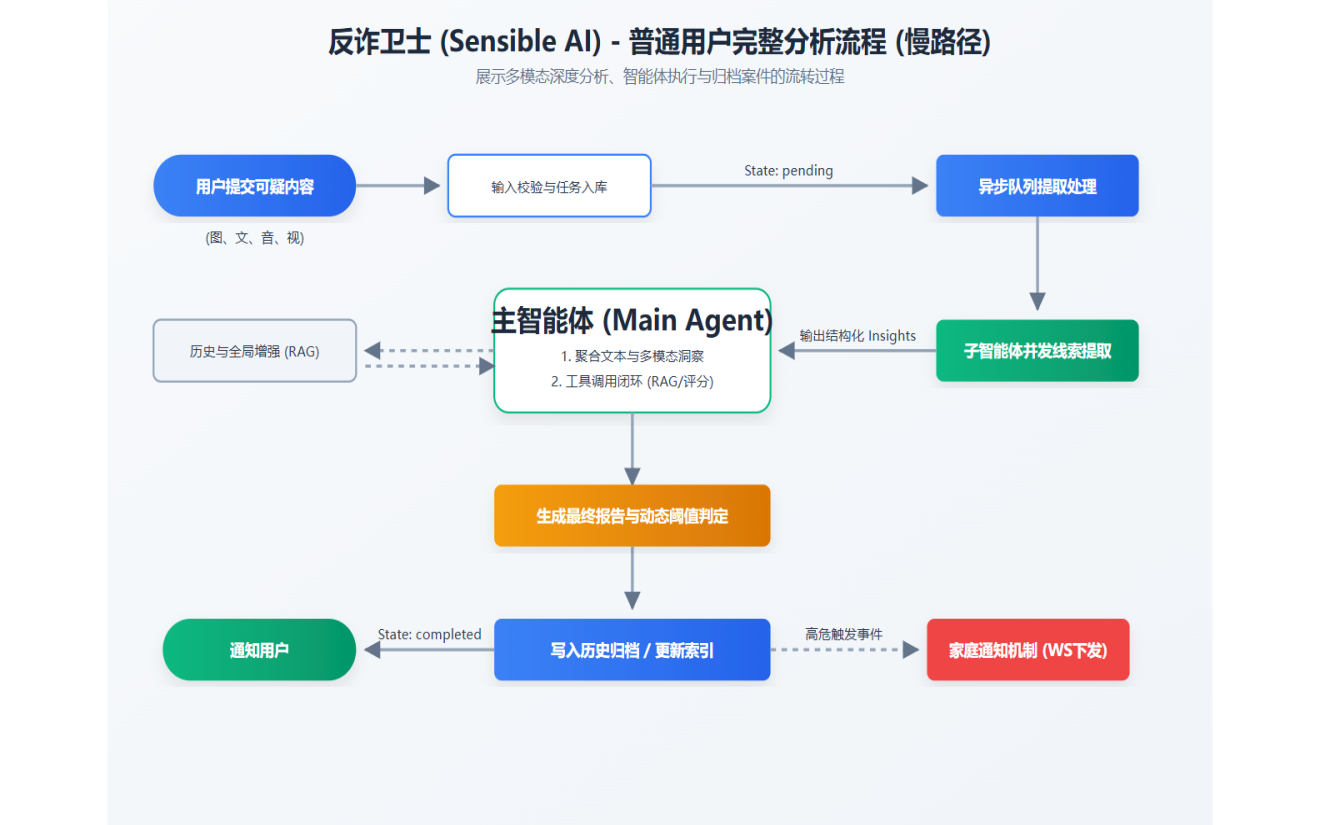 反诈卫士 (Sensible AI) - 普通用户完整分析流程 (慢路径)
展示多模态深度分析、智能体执行与归档案件的流转过程
用户提交可疑内容
(图、文、音、视)
输入校验与任务入库
State: pending
异步队列提取处理
历史与全局增强 (RAG)
主智能体 (Main Agent)
1. 聚合文本与多模态洞察
2. 工具调用闭环 (RAG/评分)
输出结构化 Insights
子智能体并发线索提取
生成最终报告与动态阈值判定
通知用户
State: completed
写入历史归档 / 更新索引
高危触发事件
家庭通知机制 (WS下发)